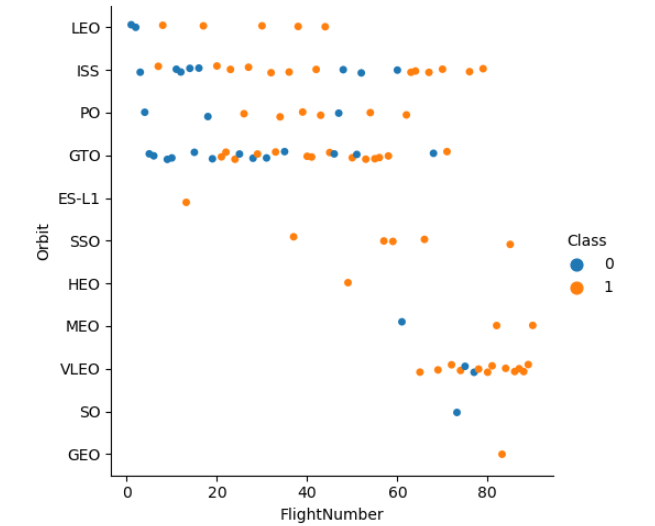 LEO
ISS
PO
GTO
ES-L1
SSO
HEO
MEO
VLEO
SO
GEO
Orbit
0 20 40 60 80
FlightNumber
Class
0
1